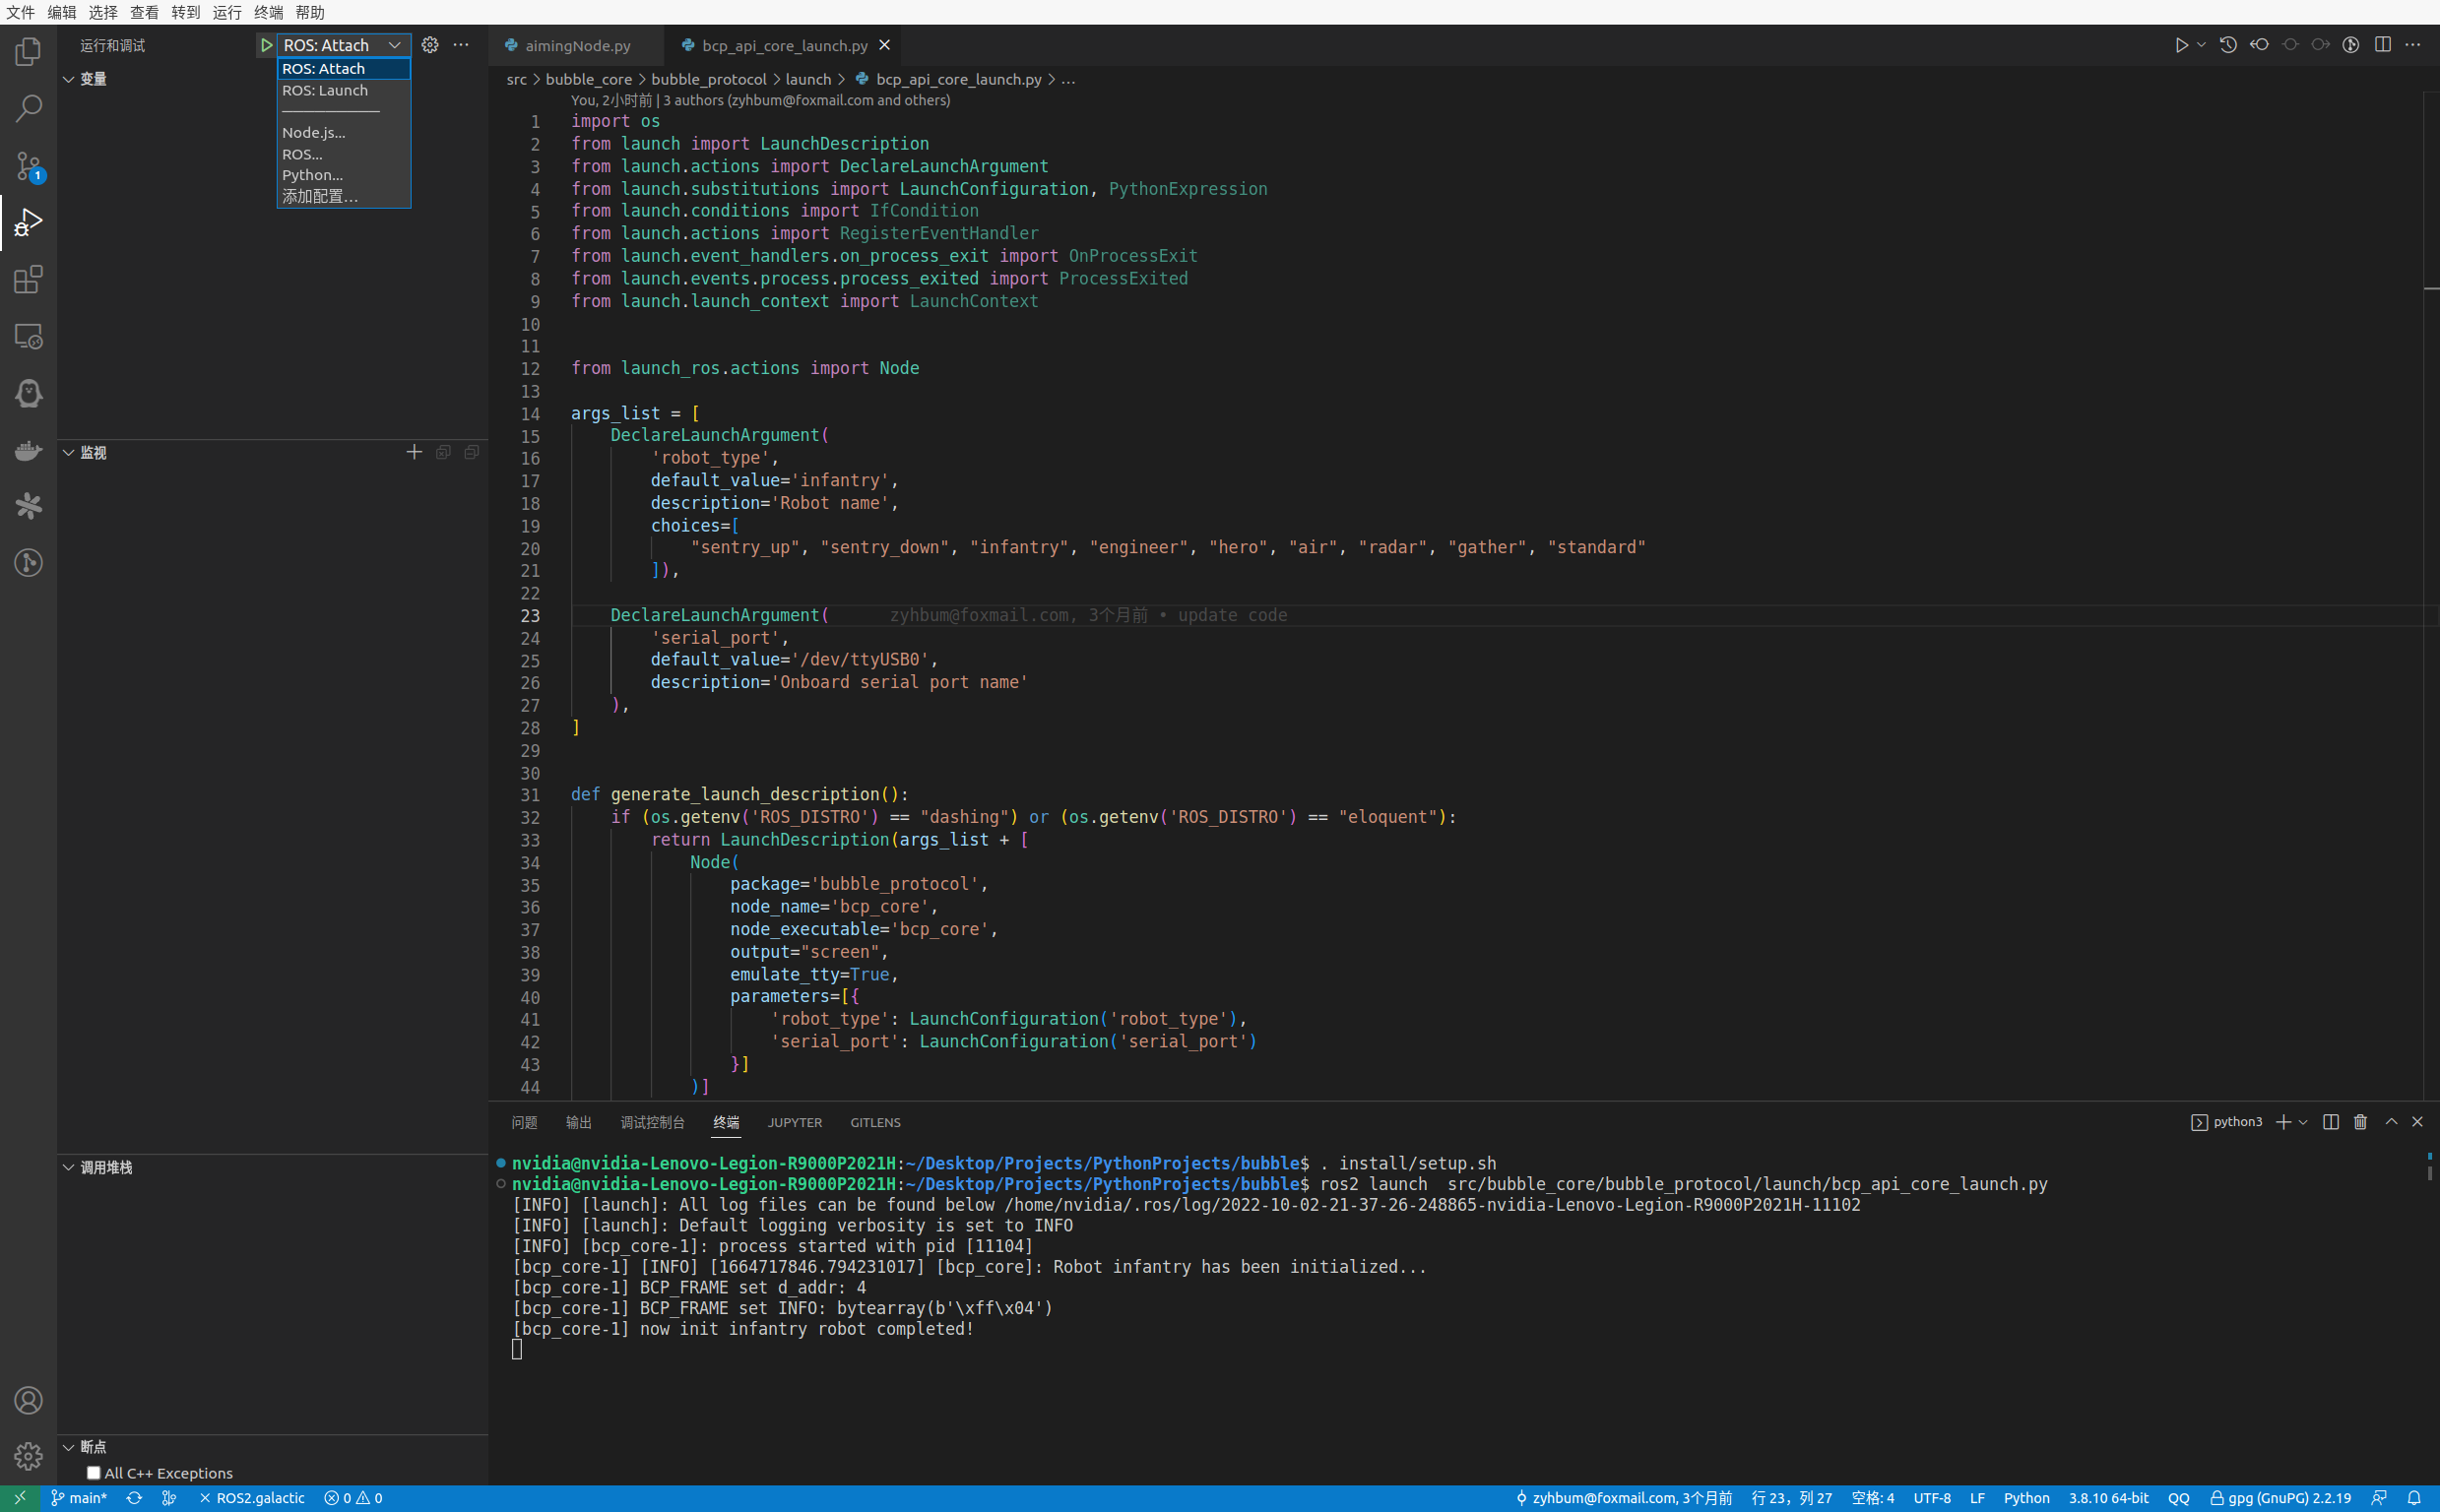 文件 编辑 选择 查看 转到 运行 终端 帮助
运行和调试
ROS: Attach
ROS: Attach
ROS: Launch
Node.js...
ROS...
Python...
添加配置...
变量
监视
调用堆栈
断点
All C++ Exceptions
1
aimingNode.py
bcp_api_core_launch.py
src > bubble_core > bubble_protocol > launch > bcp_api_core_launch.py > ...
You, 2小时前 | 3 authors (zyhbum@foxmail.com and others)
1 import os
2 from launch import LaunchDescription
3 from launch.actions import DeclareLaunchArgument
4 from launch.substitutions import LaunchConfiguration, PythonExpression
5 from launch.conditions import IfCondition
6 from launch.actions import RegisterEventHandler
7 from launch.event_handlers.on_process_exit import OnProcessExit
8 from launch.events.process.process_exited import ProcessExited
9 from launch.launch_context import LaunchContext
10
11
12 from launch_ros.actions import Node
13
14 args_list = [
15     DeclareLaunchArgument(
16         'robot_type',
17         default_value='infantry',
18         description='Robot name',
19         choices=[
20             "sentry_up", "sentry_down", "infantry", "engineer", "hero", "air", "radar", "gather", "standard"
21         ]),
22
23     DeclareLaunchArgument(      zyhbum@foxmail.com, 3个月前 • update code
24         'serial_port',
25         default_value='/dev/ttyUSB0',
26         description='Onboard serial port name'
27     ),
28 ]
29
30
31 def generate_launch_description():
32     if (os.getenv('ROS_DISTRO') == "dashing") or (os.getenv('ROS_DISTRO') == "eloquent"):
33         return LaunchDescription(args_list + [
34             Node(
35                 package='bubble_protocol',
36                 node_name='bcp_core',
37                 node_executable='bcp_core',
38                 output="screen",
39                 emulate_tty=True,
40                 parameters=[{
41                     'robot_type': LaunchConfiguration('robot_type'),
42                     'serial_port': LaunchConfiguration('serial_port')
43                 }]
44             )]
问题 输出 调试控制台 终端 JUPYTER GITLENS
python3
nvidia@nvidia-Lenovo-Legion-R9000P2021H:~/Desktop/Projects/PythonProjects/bubble$ . install/setup.sh
nvidia@nvidia-Lenovo-Legion-R9000P2021H:~/Desktop/Projects/PythonProjects/bubble$ ros2 launch  src/bubble_core/bubble_protocol/launch/bcp_api_core_launch.py
[INFO] [launch]: All log files can be found below /home/nvidia/.ros/log/2022-10-02-21-37-26-248865-nvidia-Lenovo-Legion-R9000P2021H-11102
[INFO] [launch]: Default logging verbosity is set to INFO
[INFO] [bcp_core-1]: process started with pid [11104]
[bcp_core-1] [INFO] [1664717846.794231017] [bcp_core]: Robot infantry has been initialized...
[bcp_core-1] BCP_FRAME set d_addr: 4
[bcp_core-1] BCP_FRAME set INFO: bytearray(b'\xff\x04')
[bcp_core-1] now init infantry robot completed!
main* ROS2.galactic 0 0 zyhbum@foxmail.com, 3个月前 行 23，列 27 空格: 4 UTF-8 LF Python 3.8.10 64-bit QQ gpg (GnuPG) 2.2.19